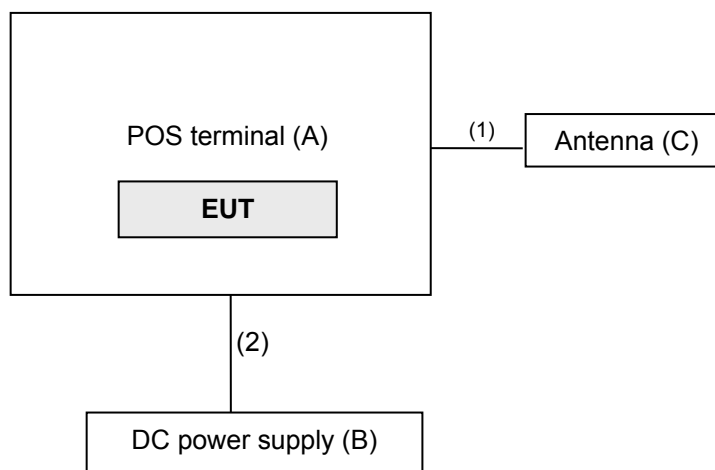 POS terminal (A)
(1)
Antenna (C)
EUT
(2)
DC power supply (B)